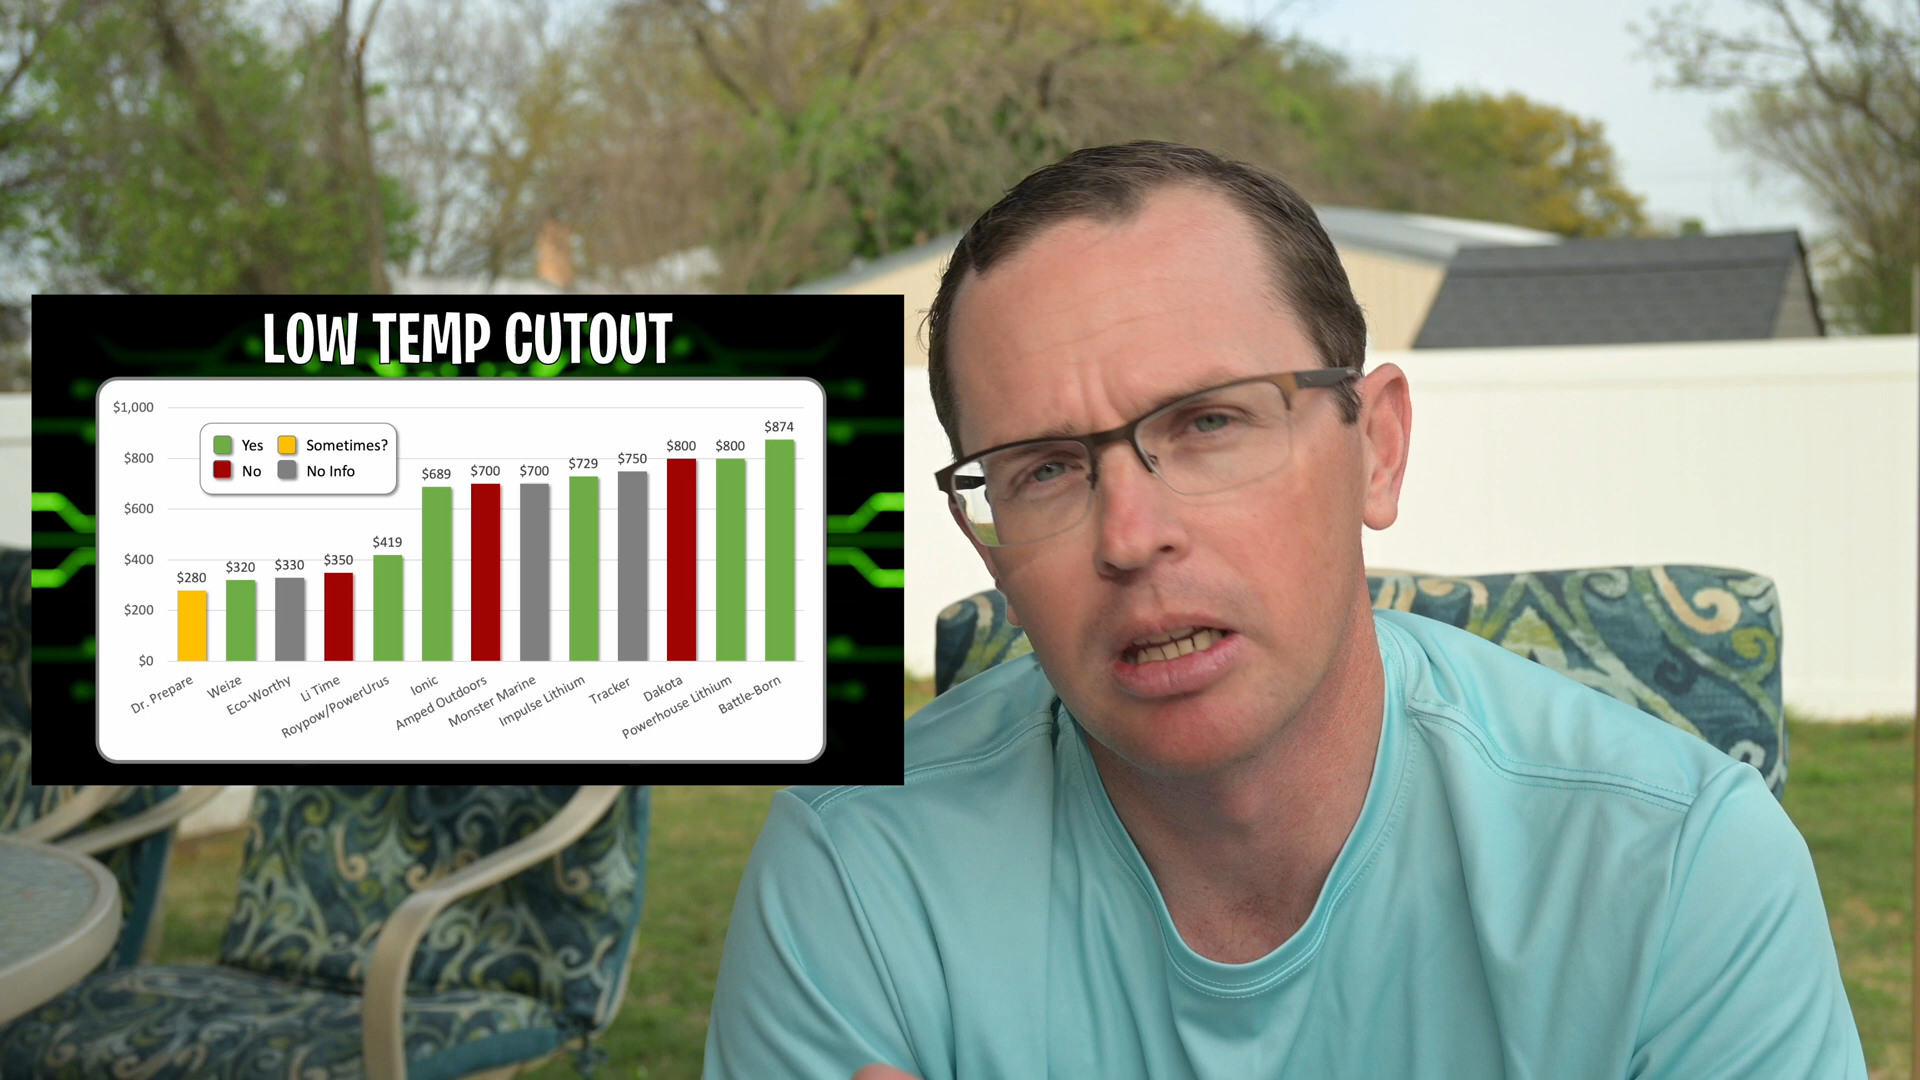 LOW TEMP CUTOUT
$1,000
$800
$600
$400
$200
$0
Yes
Sometimes?
No
No Info
$280
$320
$330
$350
$419
$689
$700
$700
$729
$750
$800
$800
$874
Dr. Prepare
Weize
Eco-Worthy
Li Time
Roypow/PowerUrus
Ionic
Amped Outdoors
Monster Marine
Impulse Lithium
Tracker
Dakota
Powerhouse Lithium
Battle-Born